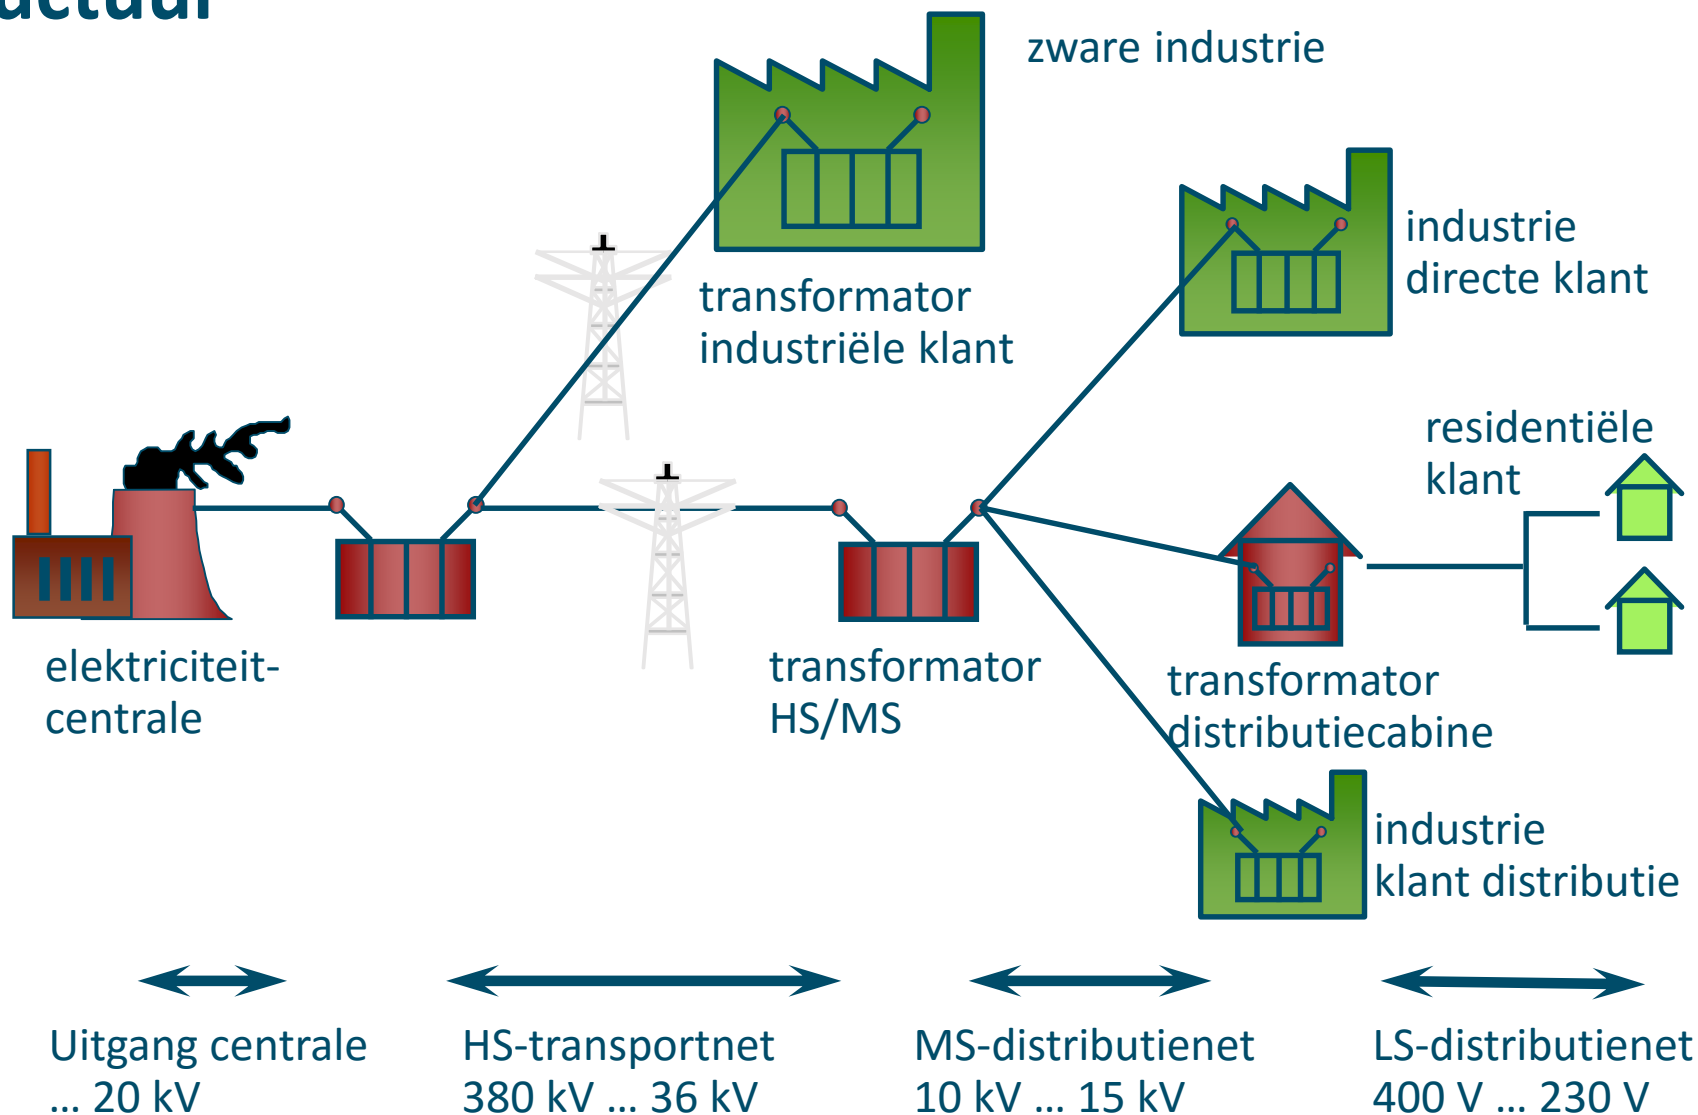 zware industrie
industrie
directe klant
transformator
industriële klant
residentiële
klant
elektriciteit-
centrale
transformator
HS/MS
transformator
distributiecabine
industrie
klant distributie
Uitgang centrale
... 20 kV
HS-transportnet
380 kV ... 36 kV
MS-distributienet
10 kV ... 15 kV
LS-distributienet
400 V ... 230 V